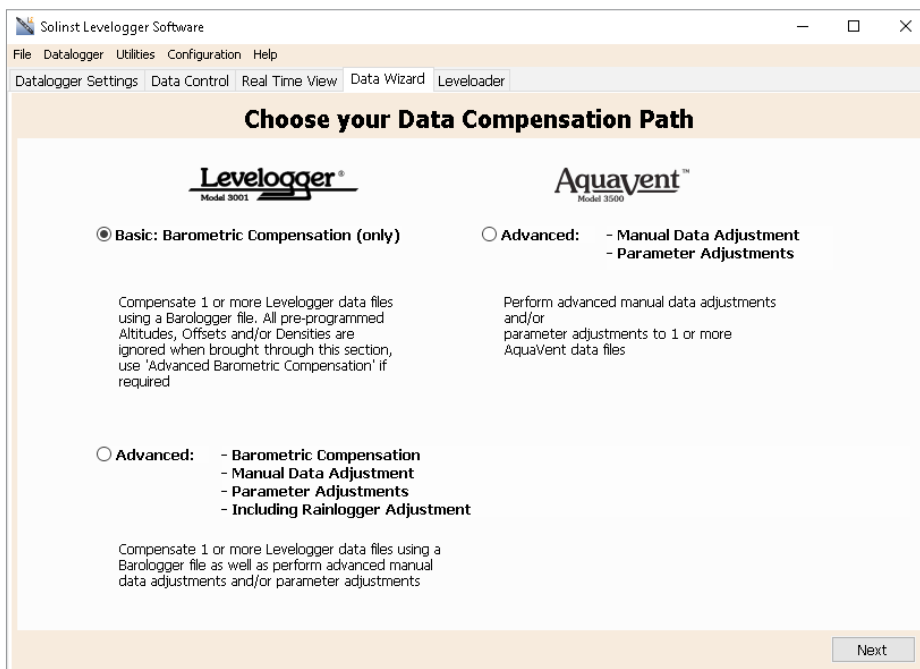 Solinst Levelogger Software
File Datalogger Utilities Configuration Help
Datalogger Settings Data Control Real Time View Data Wizard Leveloader
Choose your Data Compensation Path
Levelogger®
Model 3001
Aquavent™
Model 3500
Basic: Barometric Compensation (only)
Compensate 1 or more Levelogger data files
using a Barologger file. All pre-programmed
Altitudes, Offsets and/or Densities are
ignored when brought through this section,
use 'Advanced Barometric Compensation' if
required
Advanced: - Manual Data Adjustment
- Parameter Adjustments
Perform advanced manual data adjustments
and/or
parameter adjustments to 1 or more
AquaVent data files
Advanced: - Barometric Compensation
- Manual Data Adjustment
- Parameter Adjustments
- Including Rainlogger Adjustment
Compensate 1 or more Levelogger data files using a
Barologger file as well as perform advanced manual
data adjustments and/or parameter adjustments
Next